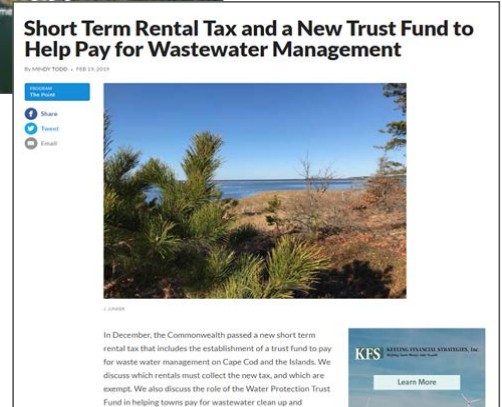 Short Term Rental Tax and a New Trust Fund to
Help Pay for Wastewater Management
By MINDY TODD • FEB 19, 2019
PROGRAM
The Point
Share
Tweet
Email
J. JUNKER
In December, the Commonwealth passed a new short term
rental tax that includes the establishment of a trust fund to pay
for waste water management on Cape Cod and the Islands. We
discuss which rentals must collect the new tax, and which are
exempt. We also discuss the role of the Water Protection Trust
Fund in helping towns pay for wastewater clean up and
KFS KEEPING FINANCIAL STRATEGIES, Inc.
Learn More